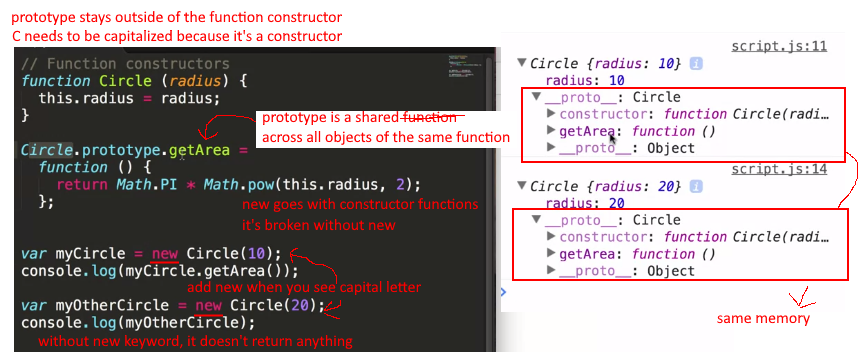 prototype stays outside of the function constructor
C needs to be capitalized because it's a constructor
// Function constructors
function Circle (radius) {
this.radius = radius;
}
prototype is a shared function
across all objects of the same function
Circle.prototype.getArea =
function () {
return Math.PI * Math.pow(this.radius, 2);
};
new goes with constructor functions
it's broken without new
var myCircle = new Circle(10);
console.log(myCircle.getArea());
add new when you see capital letter
var myOtherCircle = new Circle(20);
console.log(myOtherCircle);
without new keyword, it doesn't return anything
script.js:11
▼Circle {radius: 10} i
radius: 10
▼__proto__: Circle
▶constructor: function Circle(radi…
▶getArea: function ()
▶__proto__: Object
script.js:14
▼Circle {radius: 20} i
radius: 20
▼__proto__: Circle
▶constructor: function Circle(radi…
▶getArea: function ()
▶__proto__: Object
>
same memory